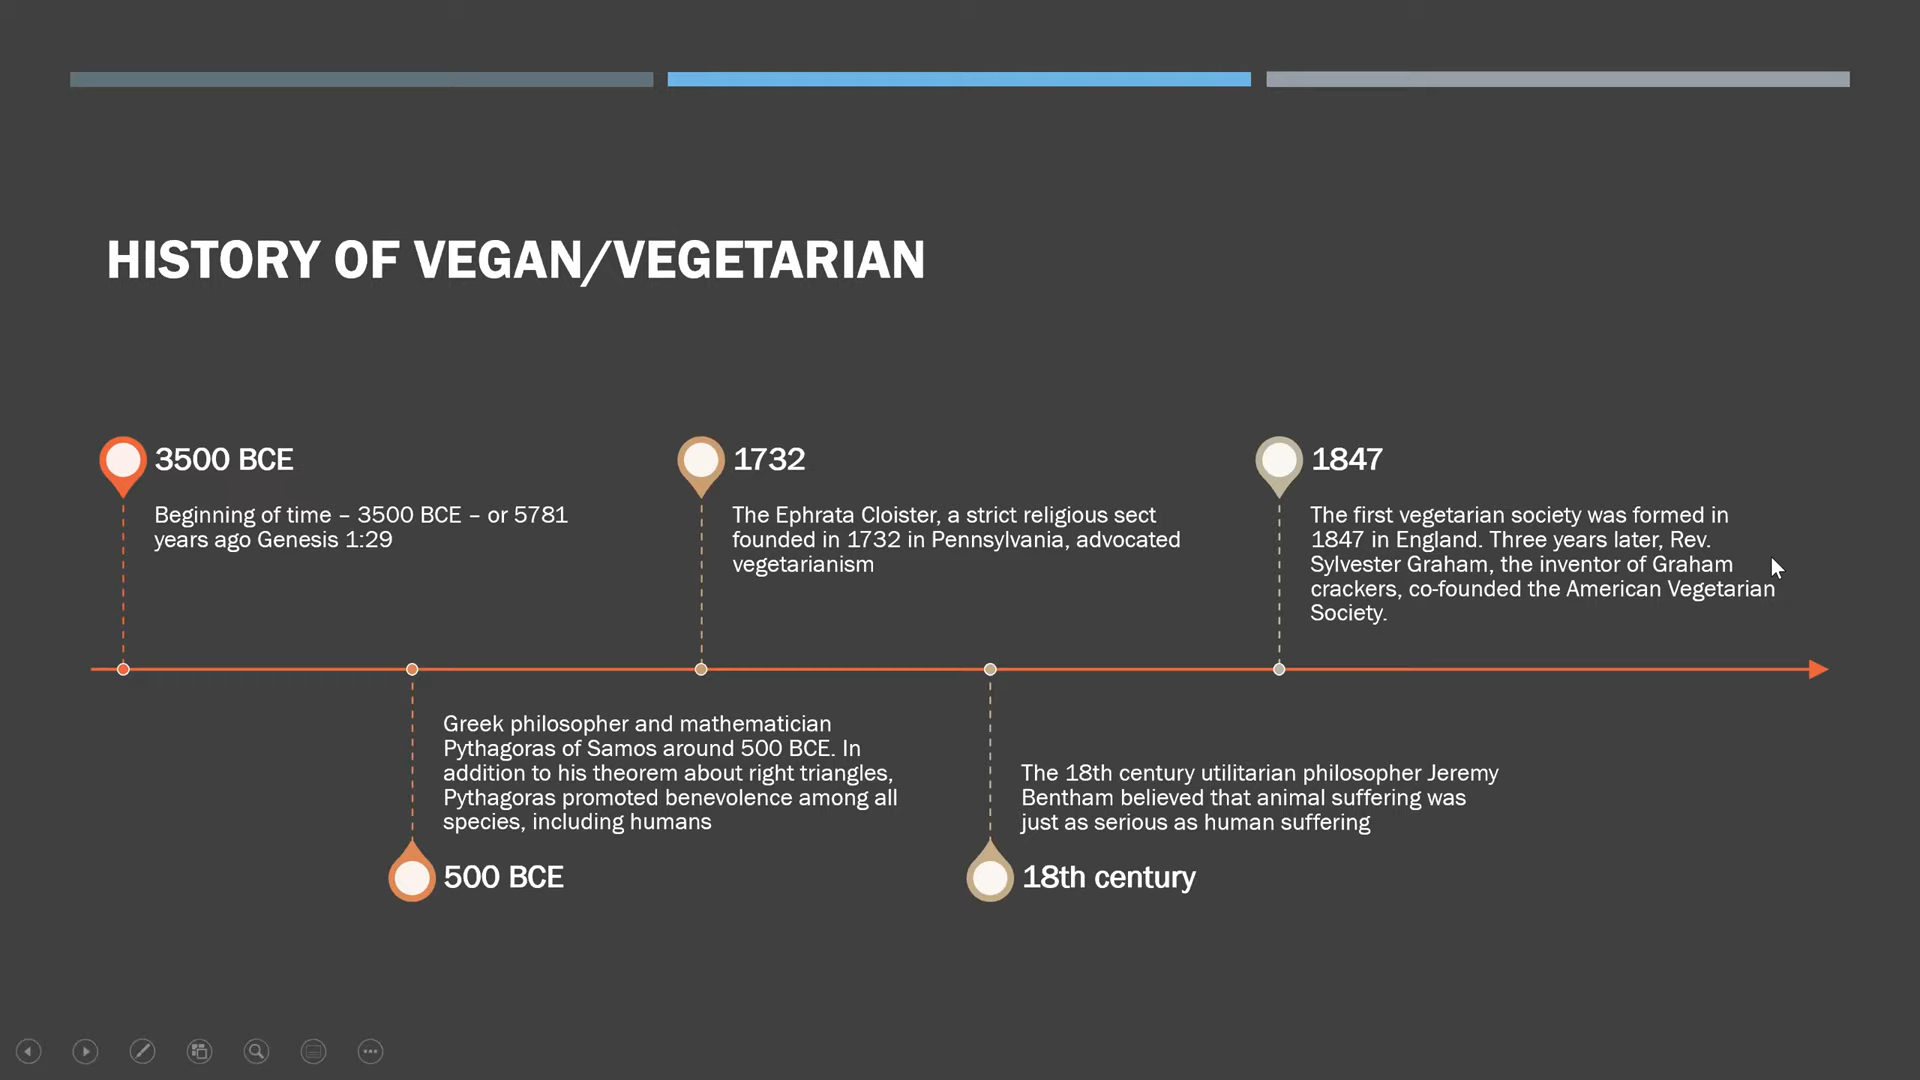 HISTORY OF VEGAN/VEGETARIAN
3500 BCE
Beginning of time – 3500 BCE – or 5781
years ago Genesis 1:29
Greek philosopher and mathematician
Pythagoras of Samos around 500 BCE. In
addition to his theorem about right triangles,
Pythagoras promoted benevolence among all
species, including humans
500 BCE
1732
The Ephrata Cloister, a strict religious sect
founded in 1732 in Pennsylvania, advocated
vegetarianism
The 18th century utilitarian philosopher Jeremy
Bentham believed that animal suffering was
just as serious as human suffering
18th century
1847
The first vegetarian society was formed in
1847 in England. Three years later, Rev.
Sylvester Graham, the inventor of Graham
crackers, co-founded the American Vegetarian
Society.